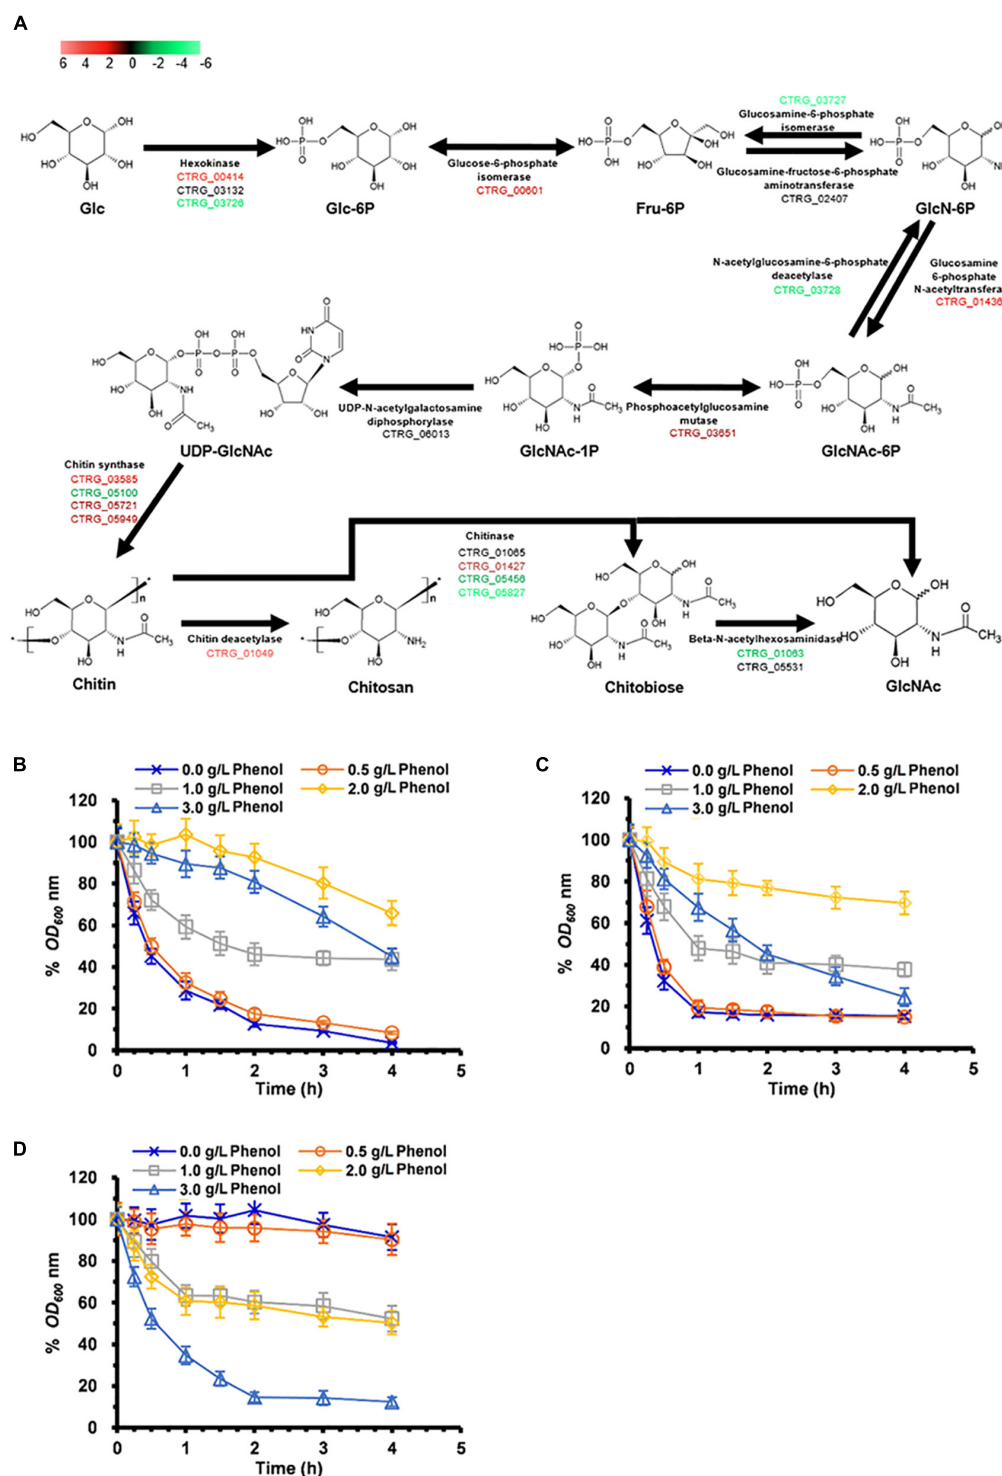 A
6 4 2 0 -2 -4 -6
Hexokinase
CTRG_00414
CTRG_03132
CTRG_03726
Glucose-6-phosphate
isomerase
CTRG_00601
CTRG_03727
Glucosamine-6-phosphate
isomerase
Glucosamine-fructose-6-phosphate
aminotransferase
CTRG_02407
Glc
Glc-6P
Fru-6P
GlcN-6P
N-acetylglucosamine-6-phosphate
deacetylase
CTRG_03728
Glucosamine
6-phosphate
N-acetyltransfera
CTRG_01436
UDP-N-acetylgalactosamine
diphosphorylase
CTRG_06013
Phosphoacetylglucosamine
mutase
CTRG_03651
UDP-GlcNAc
GlcNAc-1P
GlcNAc-6P
Chitin synthase
CTRG_03585
CTRG_05100
CTRG_05721
CTRG_05949
Chitinase
CTRG_01065
CTRG_01427
CTRG_05456
CTRG_05827
Chitin deacetylase
CTRG_01049
Beta-N-acetylhexosaminidase
CTRG_01063
CTRG_05531
Chitin
Chitosan
Chitobiose
GlcNAc
B
0.0 g/L Phenol 0.5 g/L Phenol
1.0 g/L Phenol 2.0 g/L Phenol
3.0 g/L Phenol
120
100
80
60
40
20
0
% OD600 nm
0 1 2 3 4 5
Time (h)
C
0.0 g/L Phenol 0.5 g/L Phenol
1.0 g/L Phenol 2.0 g/L Phenol
3.0 g/L Phenol
120
100
80
60
40
20
0
% OD600 nm
0 1 2 3 4 5
Time (h)
D
0.0 g/L Phenol 0.5 g/L Phenol
1.0 g/L Phenol 2.0 g/L Phenol
3.0 g/L Phenol
120
100
80
60
40
20
0
% OD600 nm
0 1 2 3 4 5
Time (h)